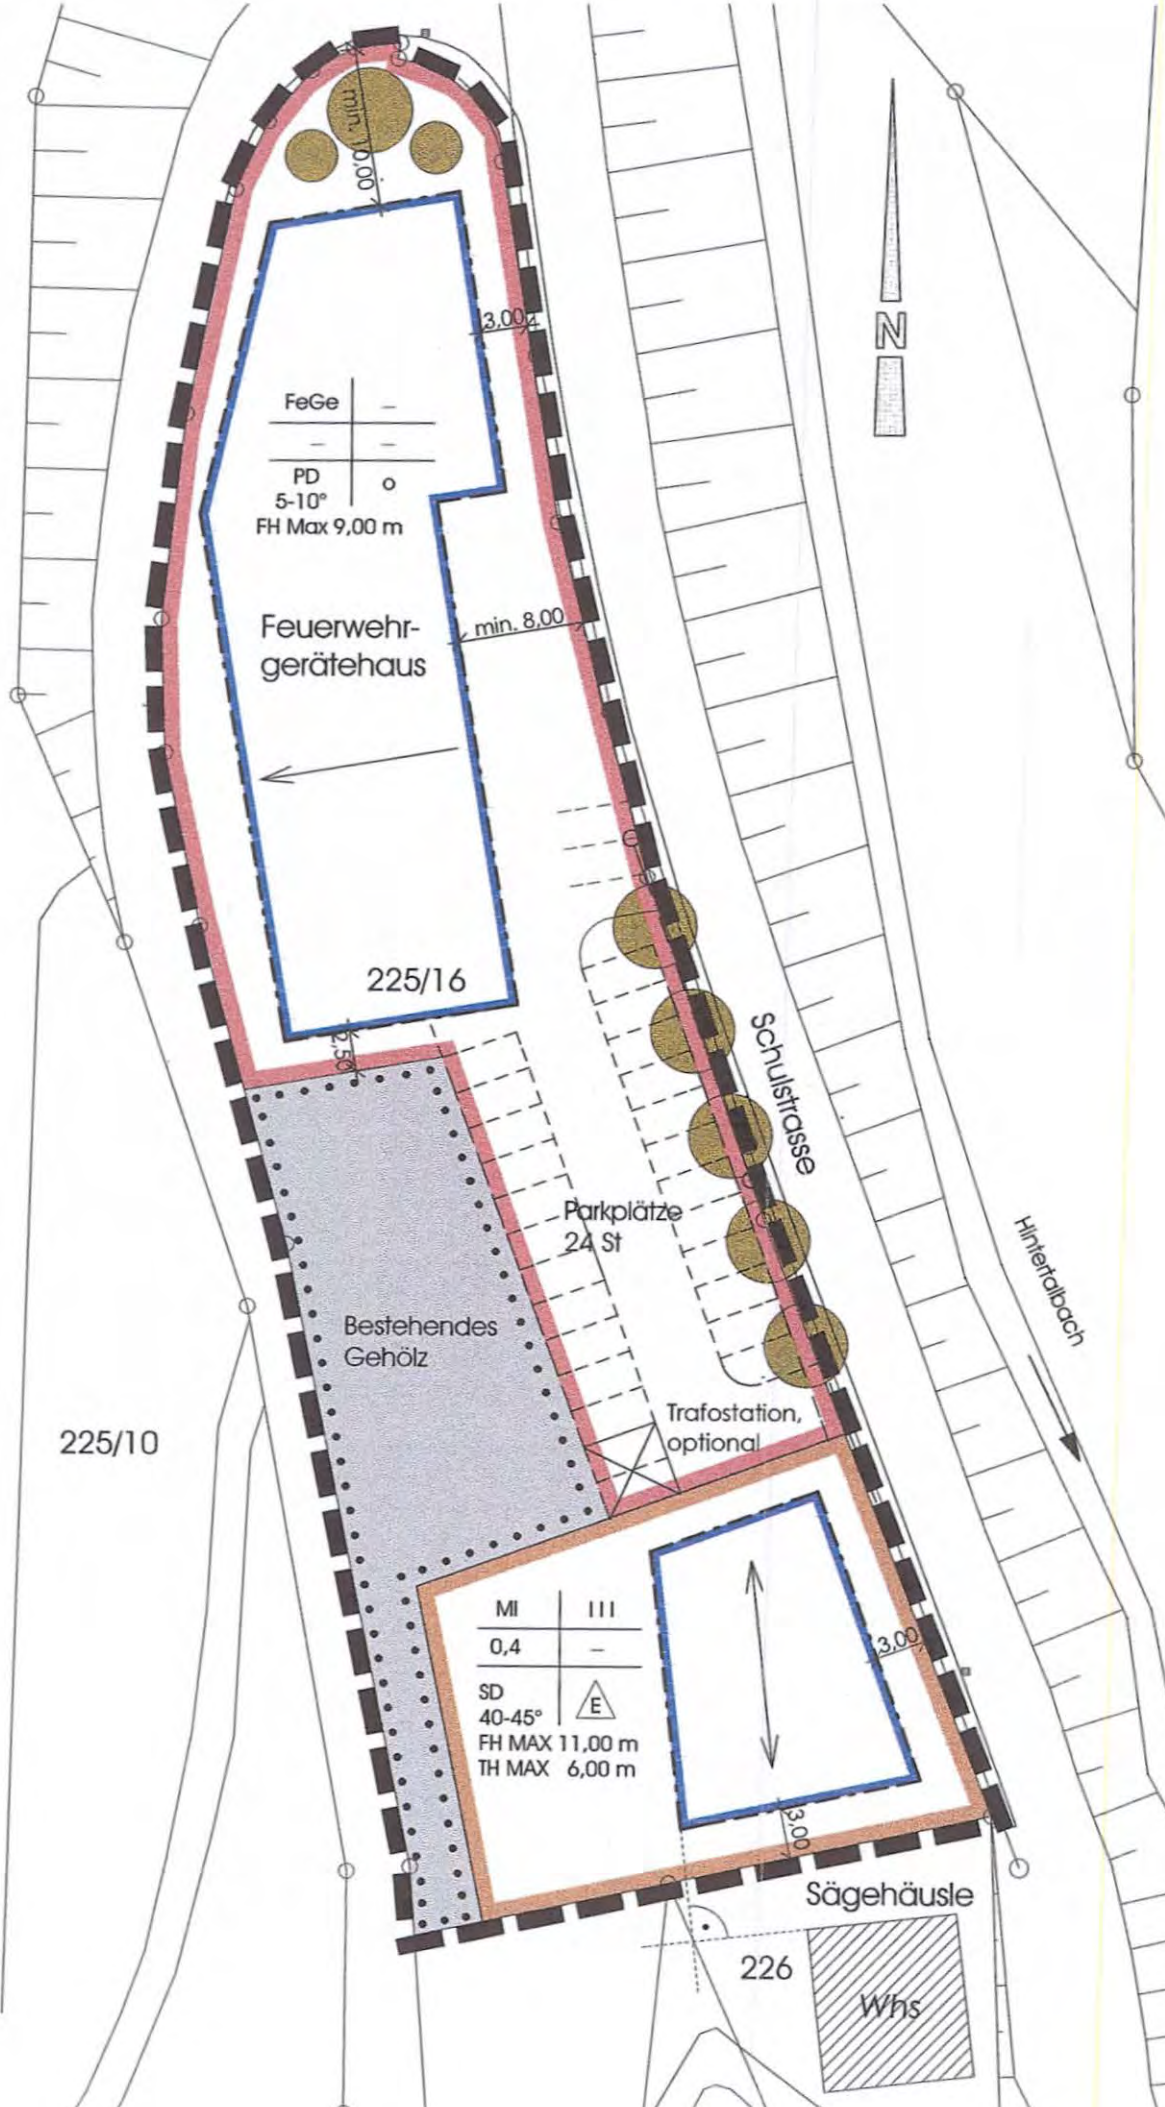 min. 10,00
3,00
N
FeGe –
– –
PD o
5-10°
FH Max 9,00 m
Feuerwehr-
gerätehaus
min. 8,00
225/16
2,50
Schulstrasse
Parkplätze
24 St
Hintertalbach
Bestehendes
Gehölz
225/10
Trafostation,
optional
MI III
0,4 –
SD E
40-45°
FH MAX 11,00 m
TH MAX 6,00 m
3,00
3,00
Sägehäusle
226
Whs